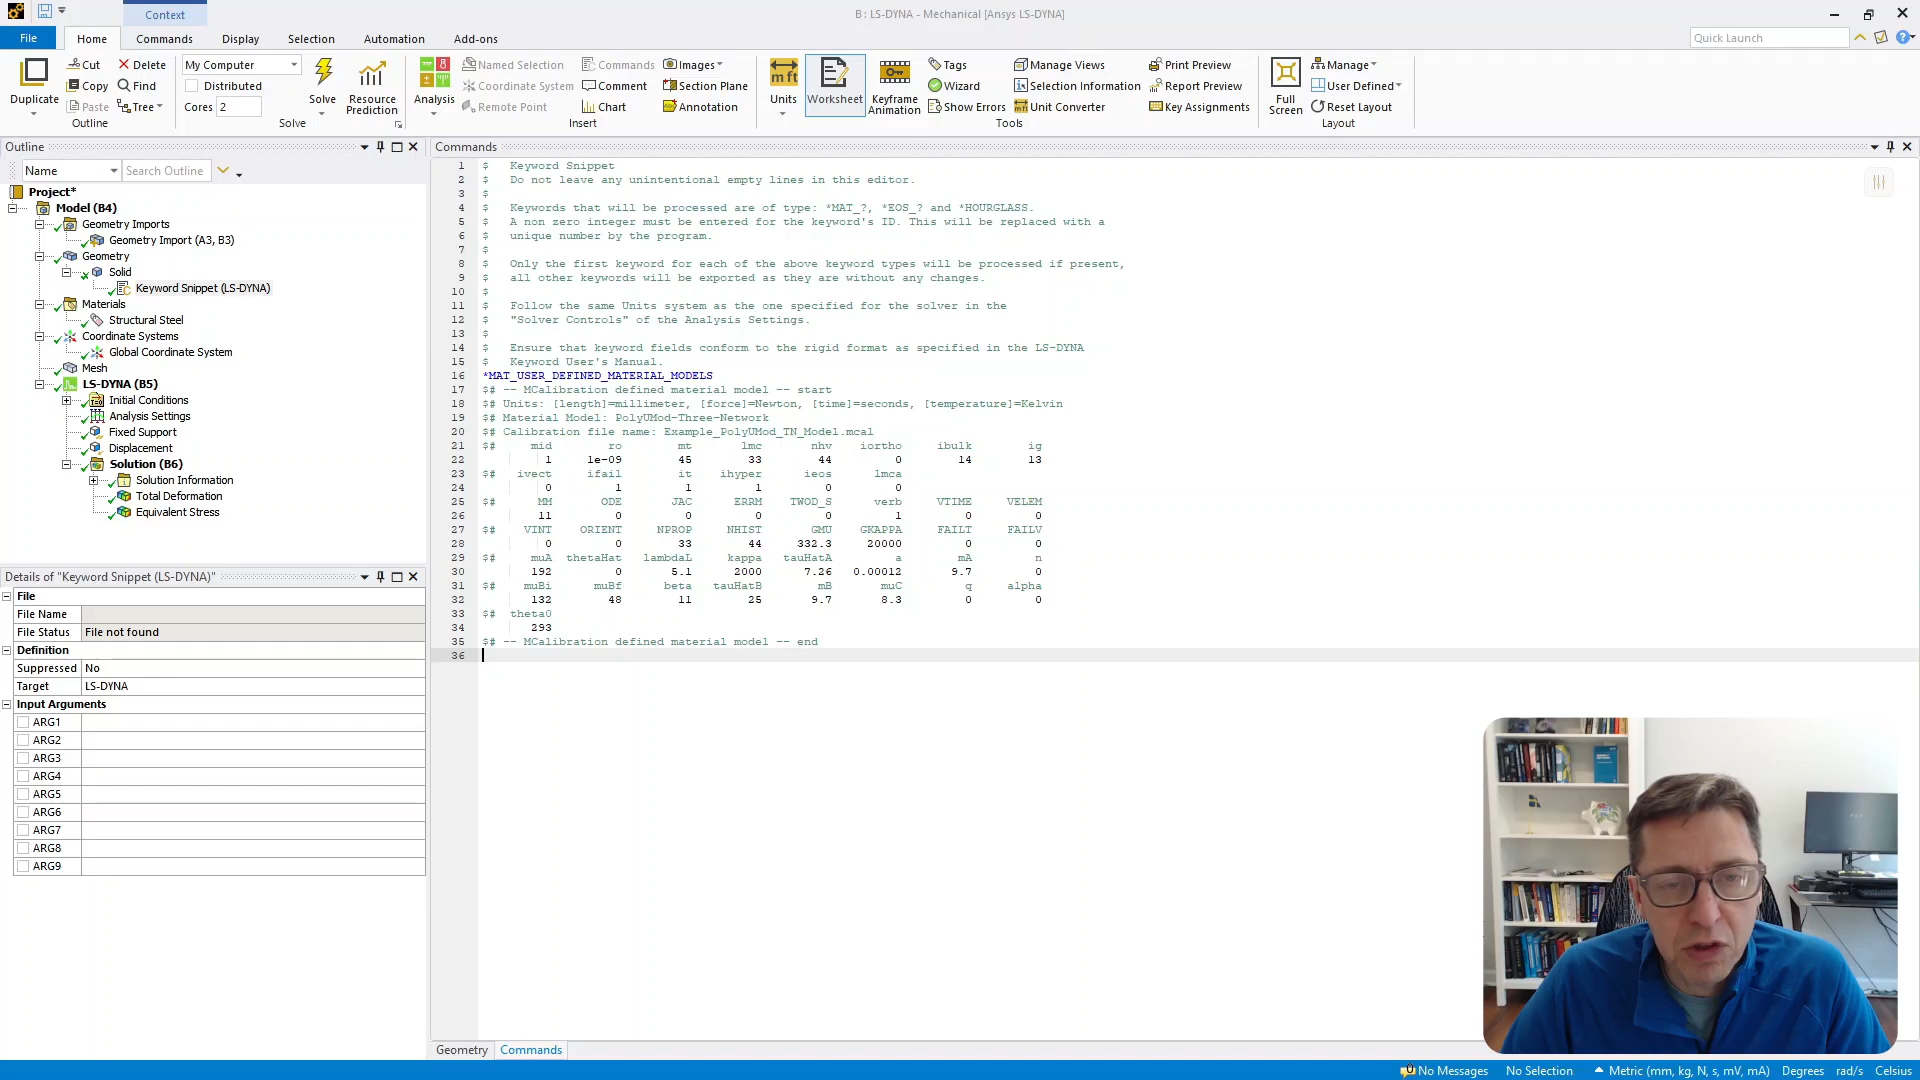 Context
B : LS-DYNA - Mechanical [Ansys LS-DYNA]
File
Home
Commands
Display
Selection
Automation
Add-ons
Quick Launch
Duplicate
Cut
Copy
Paste
Delete
Find
Tree
Outline
My Computer
Distributed
Cores 2
Solve
Resource
Prediction
Solve
Analysis
Named Selection
Coordinate System
Remote Point
Commands
Comment
Chart
Images
Section Plane
Annotation
Insert
Units
Worksheet
Keyframe
Animation
Tags
Wizard
Show Errors
Manage Views
Selection Information
Unit Converter
Print Preview
Report Preview
Key Assignments
Tools
Full
Screen
Manage
User Defined
Reset Layout
Layout
Outline
Name
Search Outline
Project*
Model (B4)
Geometry Imports
Geometry Import (A3, B3)
Geometry
Solid
Keyword Snippet (LS-DYNA)
Materials
Structural Steel
Coordinate Systems
Global Coordinate System
Mesh
LS-DYNA (B5)
Initial Conditions
Analysis Settings
Fixed Support
Displacement
Solution (B6)
Solution Information
Total Deformation
Equivalent Stress
Details of "Keyword Snippet (LS-DYNA)"
File
File Name
File Status File not found
Definition
Suppressed No
Target LS-DYNA
Input Arguments
ARG1
ARG2
ARG3
ARG4
ARG5
ARG6
ARG7
ARG8
ARG9
Commands
1 $ Keyword Snippet
2 $ Do not leave any unintentional empty lines in this editor.
3 $
4 $ Keywords that will be processed are of type: *MAT_?, *EOS_? and *HOURGLASS.
5 $ A non zero integer must be entered for the keyword's ID. This will be replaced with a
6 $ unique number by the program.
7 $
8 $ Only the first keyword for each of the above keyword types will be processed if present,
9 $ all other keywords will be exported as they are without any changes.
10 $
11 $ Follow the same Units system as the one specified for the solver in the
12 $ "Solver Controls" of the Analysis Settings.
13 $
14 $ Ensure that keyword fields conform to the rigid format as specified in the LS-DYNA
15 $ Keyword User's Manual.
16 *MAT_USER_DEFINED_MATERIAL_MODELS
17 $# -- MCalibration defined material model -- start
18 $# Units: [length]=millimeter, [force]=Newton, [time]=seconds, [temperature]=Kelvin
19 $# Material Model: PolyUMod-Three-Network
20 $# Calibration file name: Example_PolyUMod_TN_Model.mcal
21 $# mid ro mt lmc nhv iortho ibulk ig
22 1 1e-09 45 33 44 0 14 13
23 $# ivect ifail it ihyper ieos lmca
24 0 1 1 1 0 0
25 $# MM ODE JAC ERRM TWOD_S verb VTIME VELEM
26 11 0 0 0 0 1 0 0
27 $# VINT ORIENT NPROP NHIST GMU GKAPPA FAILT FAILV
28 0 0 33 44 332.3 20000 0 0
29 $# muA thetaHat lambdaL kappa tauHatA a mA n
30 192 0 5.1 2000 7.26 0.00012 9.7 0
31 $# muBi muBf beta tauHatB mB muC q alpha
32 132 48 11 25 9.7 8.3 0 0
33 $# theta0
34 293
35 $# -- MCalibration defined material model -- end
36
Geometry
Commands
No Messages
No Selection
Metric (mm, kg, N, s, mV, mA)
Degrees
rad/s
Celsius